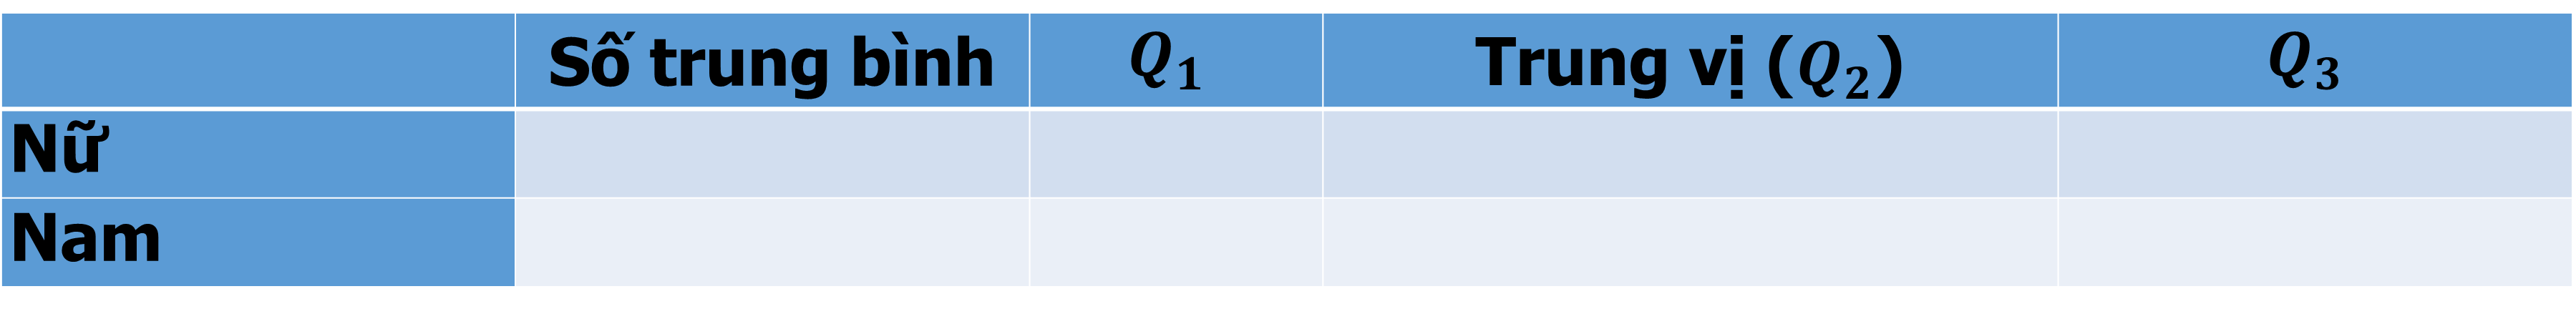 Số trung bình Q₁ Trung vị (Q₂) Q₃
Nữ
Nam